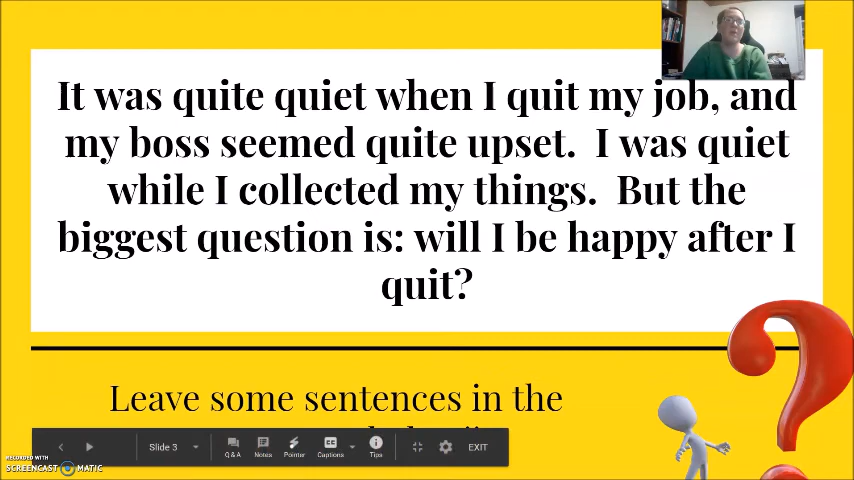 It was quite quiet when I quit my job, and
my boss seemed quite upset.  I was quiet
while I collected my things.  But the
biggest question is: will I be happy after I
quit?
Leave some sentences in the
Slide 3
Q & A
Notes
Pointer
Captions
Tips
EXIT
RECORDED WITH
SCREENCAST MATIC